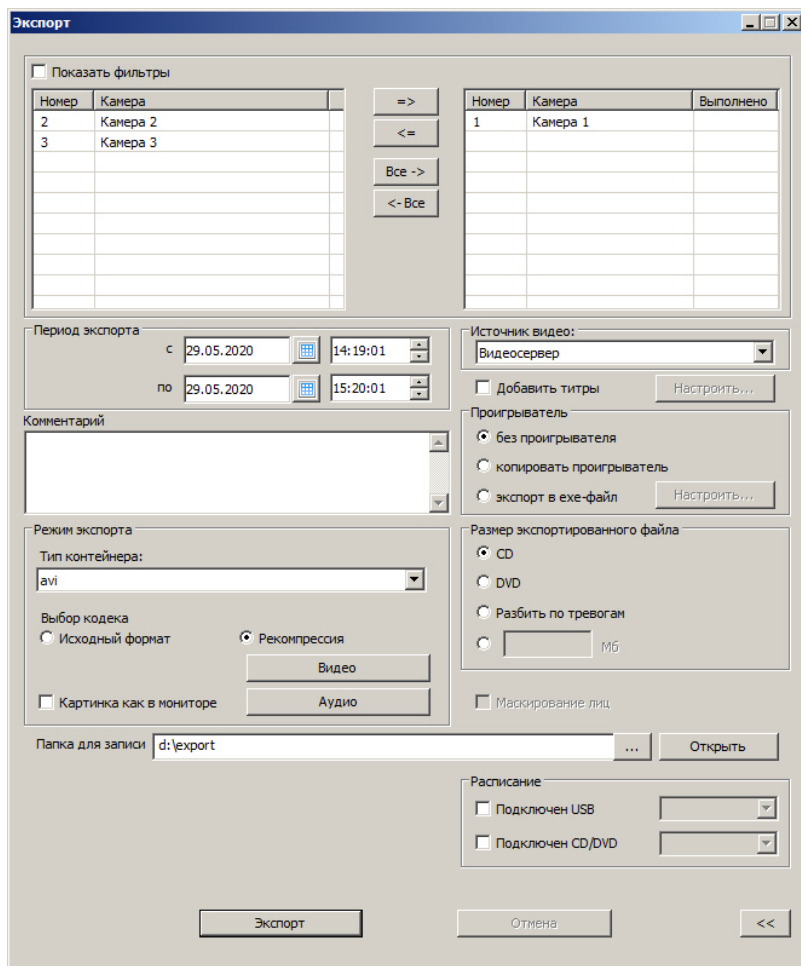 Экспорт
Показать фильтры
Номер Камера
2 Камера 2
3 Камера 3
=>
<=
Все ->
<- Все
Номер Камера Выполнено
1 Камера 1
Период экспорта
с 29.05.2020 14:19:01
по 29.05.2020 15:20:01
Источник видео:
Видеосервер
Добавить титры Настроить...
Комментарий
Проигрыватель
без проигрывателя
копировать проигрыватель
экспорт в exe-файл Настроить...
Режим экспорта
Тип контейнера:
avi
Выбор кодека
Исходный формат Рекомпрессия
Видео
Картинка как в мониторе Аудио
Размер экспортированного файла
CD
DVD
Разбить по тревогам
Мб
Маскирование лиц
Папка для записи d:\export ... Открыть
Расписание
Подключен USB
Подключен CD/DVD
Экспорт Отмена <<